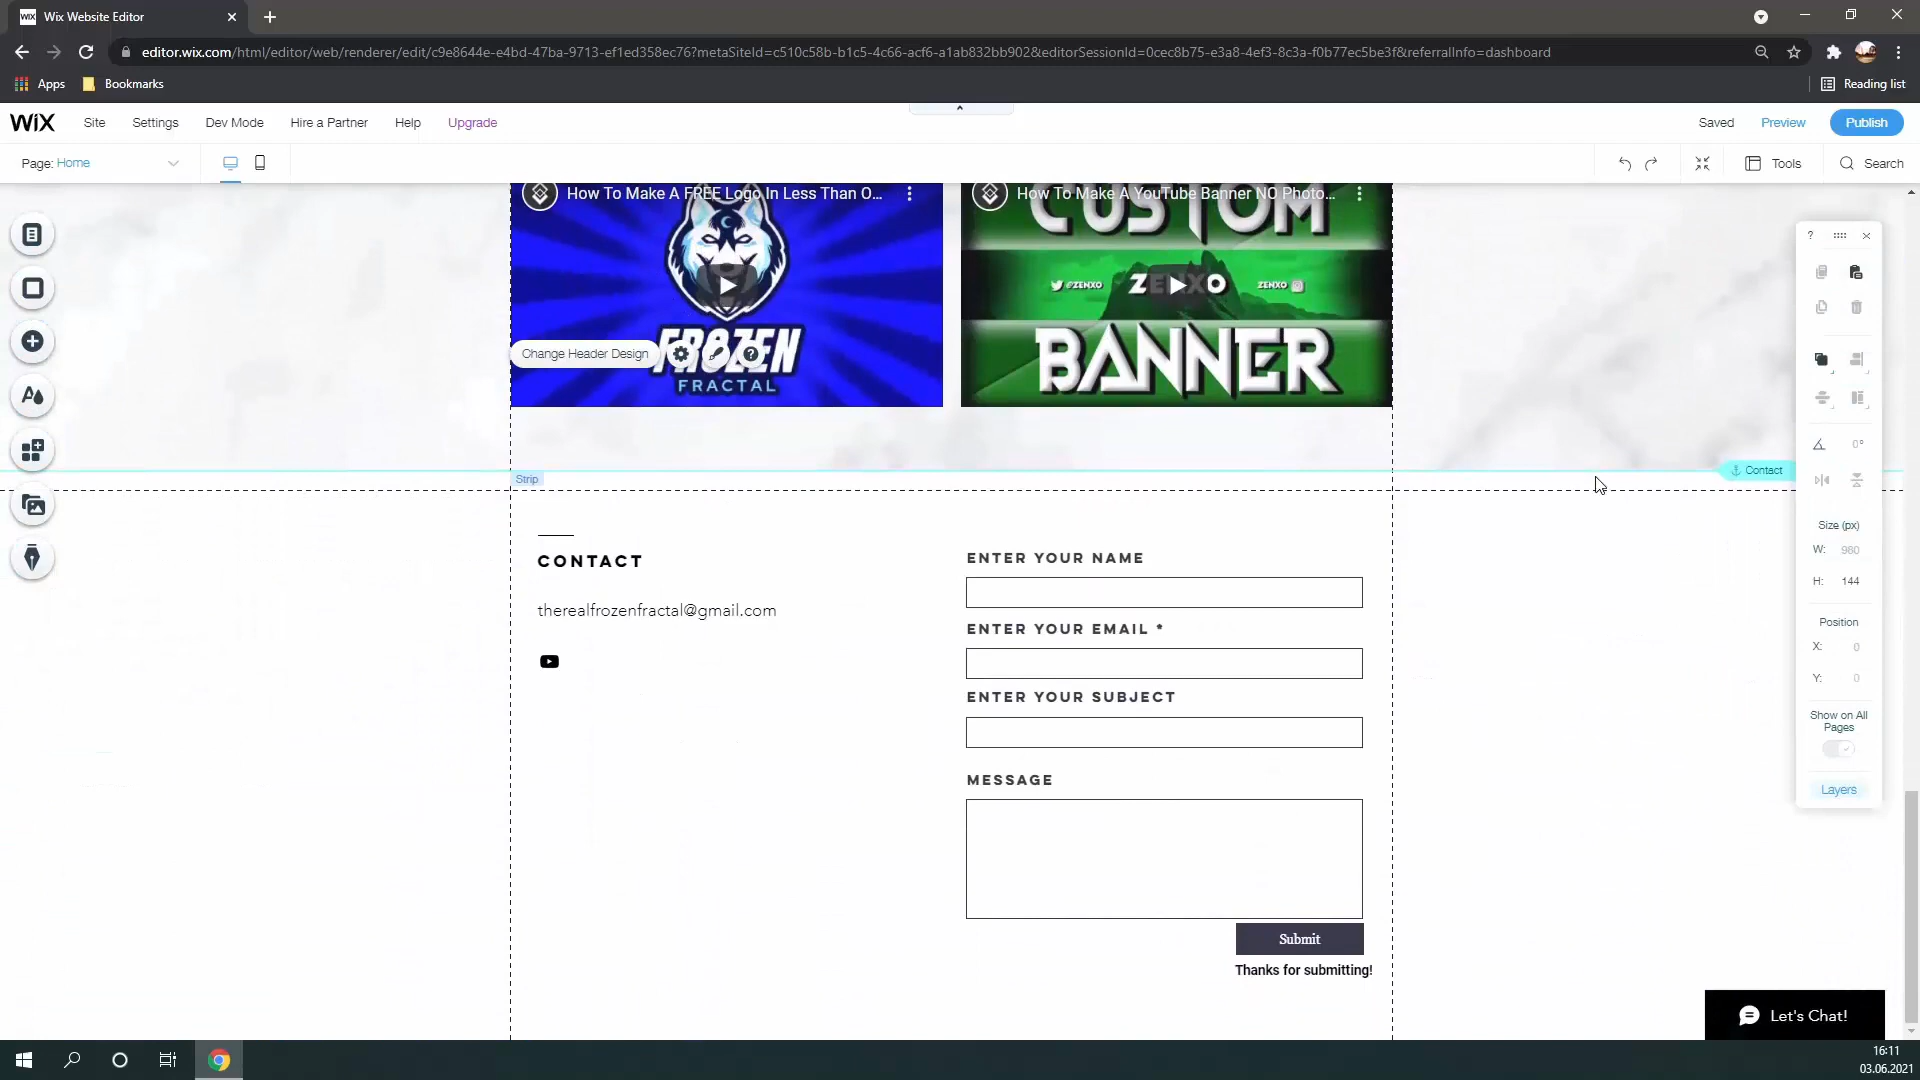 Wix Website Editor
editor.wix.com/html/editor/web/renderer/edit/c9e8644e-e4bd-47ba-9713-ef1ed358ec76?metaSiteId=c510c58b-b1c5-4c66-acf6-a1ab832bb902&editorSessionId=0cec8b75-e3a8-4ef3-8c3a-f0b77ec5be3f&referralInfo=dashboard
Apps
Bookmarks
Reading list
WiX
Site
Settings
Dev Mode
Hire a Partner
Help
Upgrade
Saved
Preview
Publish
Page: Home
Tools
Search
How To Make A FREE Logo In Less Than O...
How To Make A YouTube Banner NO Photo...
CUSTOM
@ZENXO
ZENXO
ZENXO
BANNER
Change Header Design
FROZEN
FRACTAL
0°
Contact
Strip
Size (px)
W: 980
H: 144
Position
X: 0
Y: 0
Show on All
Pages
Layers
CONTACT
therealfrozenfractal@gmail.com
ENTER YOUR NAME
ENTER YOUR EMAIL *
ENTER YOUR SUBJECT
MESSAGE
Submit
Thanks for submitting!
Let's Chat!
16:11
03.06.2021